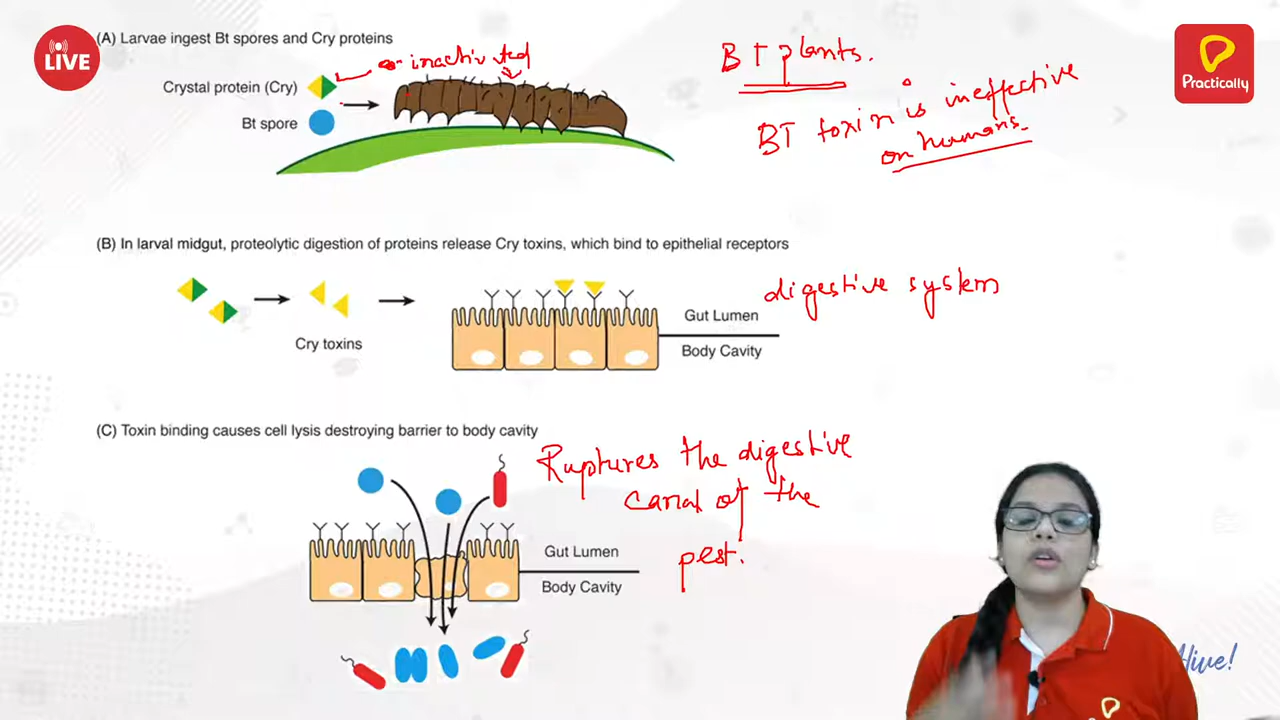 LIVE
(A) Larvae ingest Bt spores and Cry proteins
Crystal protein (Cry)
inactivated
Bt spore
BT plants.
BT toxin is ineffective
on humans.
Practically
(B) In larval midgut, proteolytic digestion of proteins release Cry toxins, which bind to epithelial receptors
Cry toxins
digestive system
Gut Lumen
Body Cavity
(C) Toxin binding causes cell lysis destroying barrier to body cavity
Ruptures the digestive
canal of the
pest.
Gut Lumen
Body Cavity
Alive!